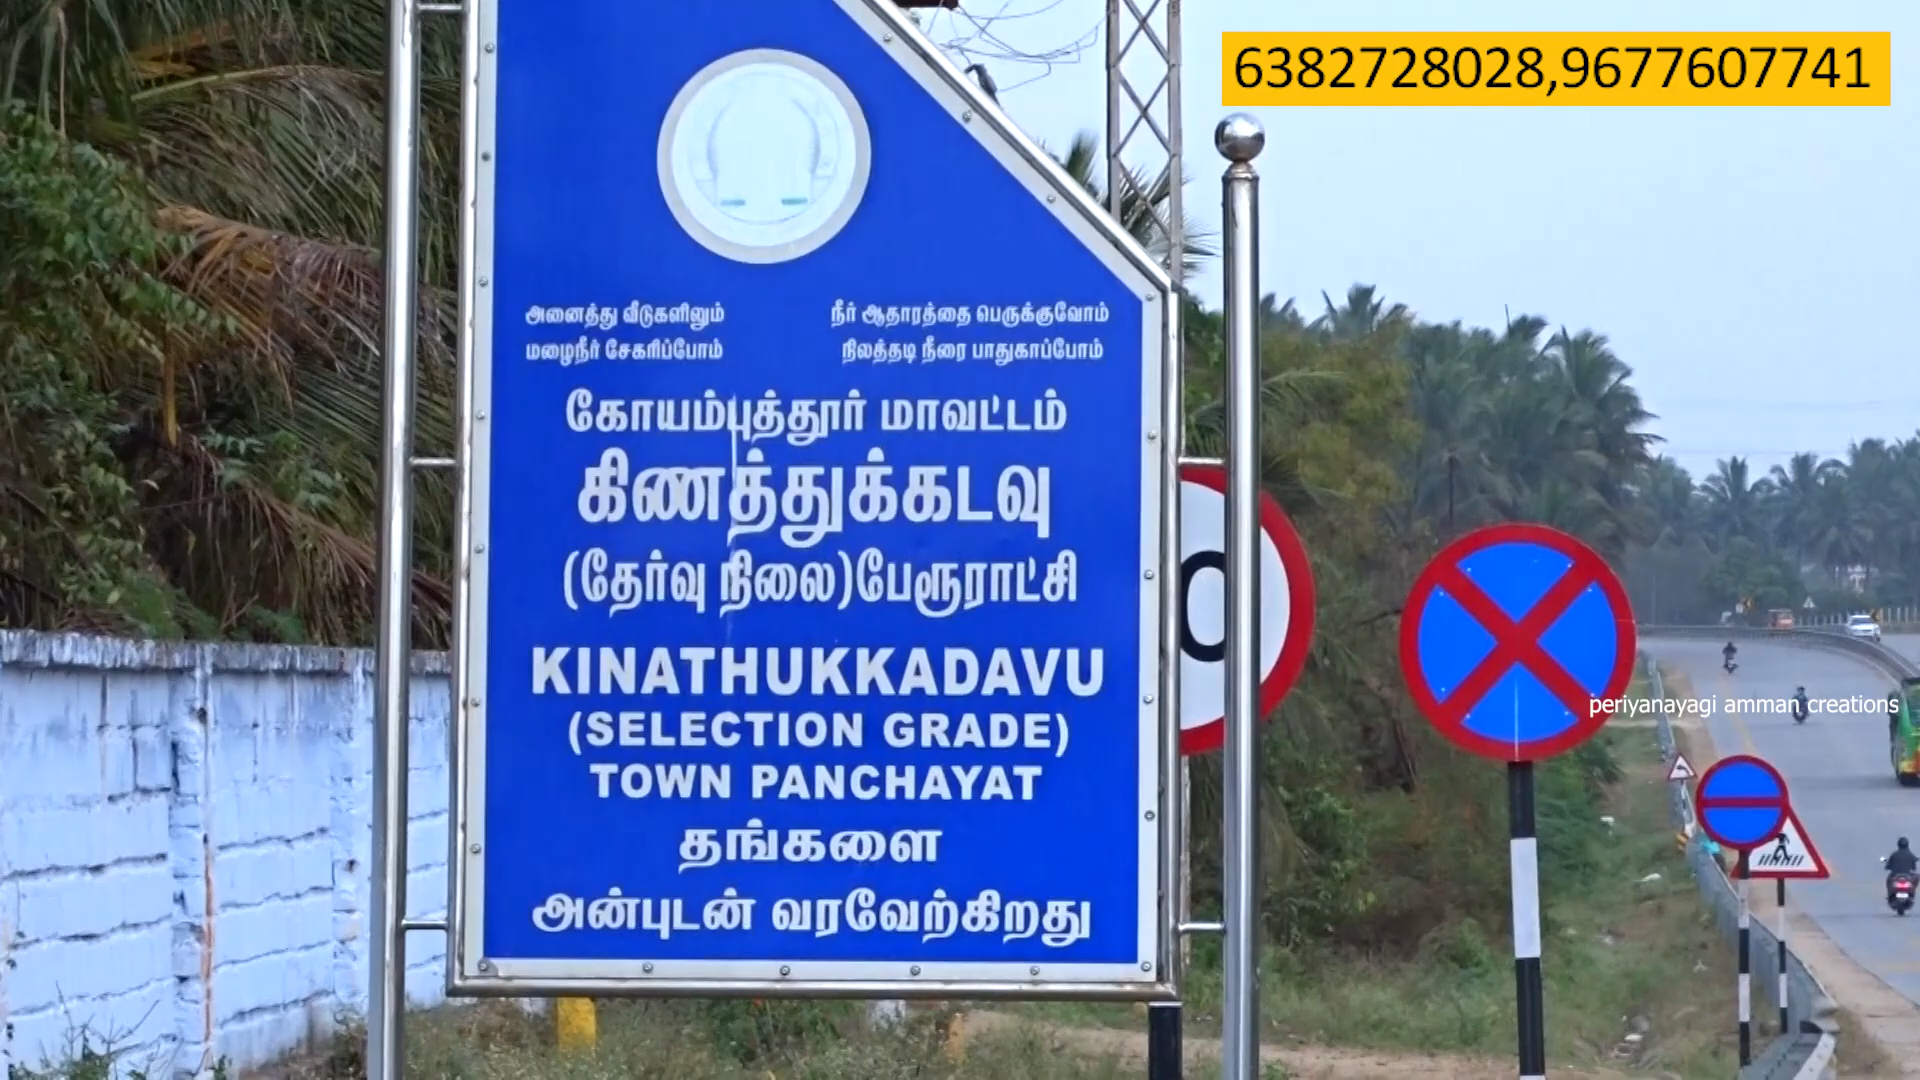 6382728028,9677607741
அனைத்து வீடுகளிலும்
மழைநீர் சேகரிப்போம்
நீர் ஆதாரத்தை பெருக்குவோம்
நிலத்தடி நீரை பாதுகாப்போம்
கோயம்புத்தூர் மாவட்டம்
கிணத்துக்கடவு
(தேர்வு நிலை)பேரூராட்சி
KINATHUKKADAVU
(SELECTION GRADE)
TOWN PANCHAYAT
தங்களை
அன்புடன் வரவேற்கிறது
0
periyanayagi amman creations